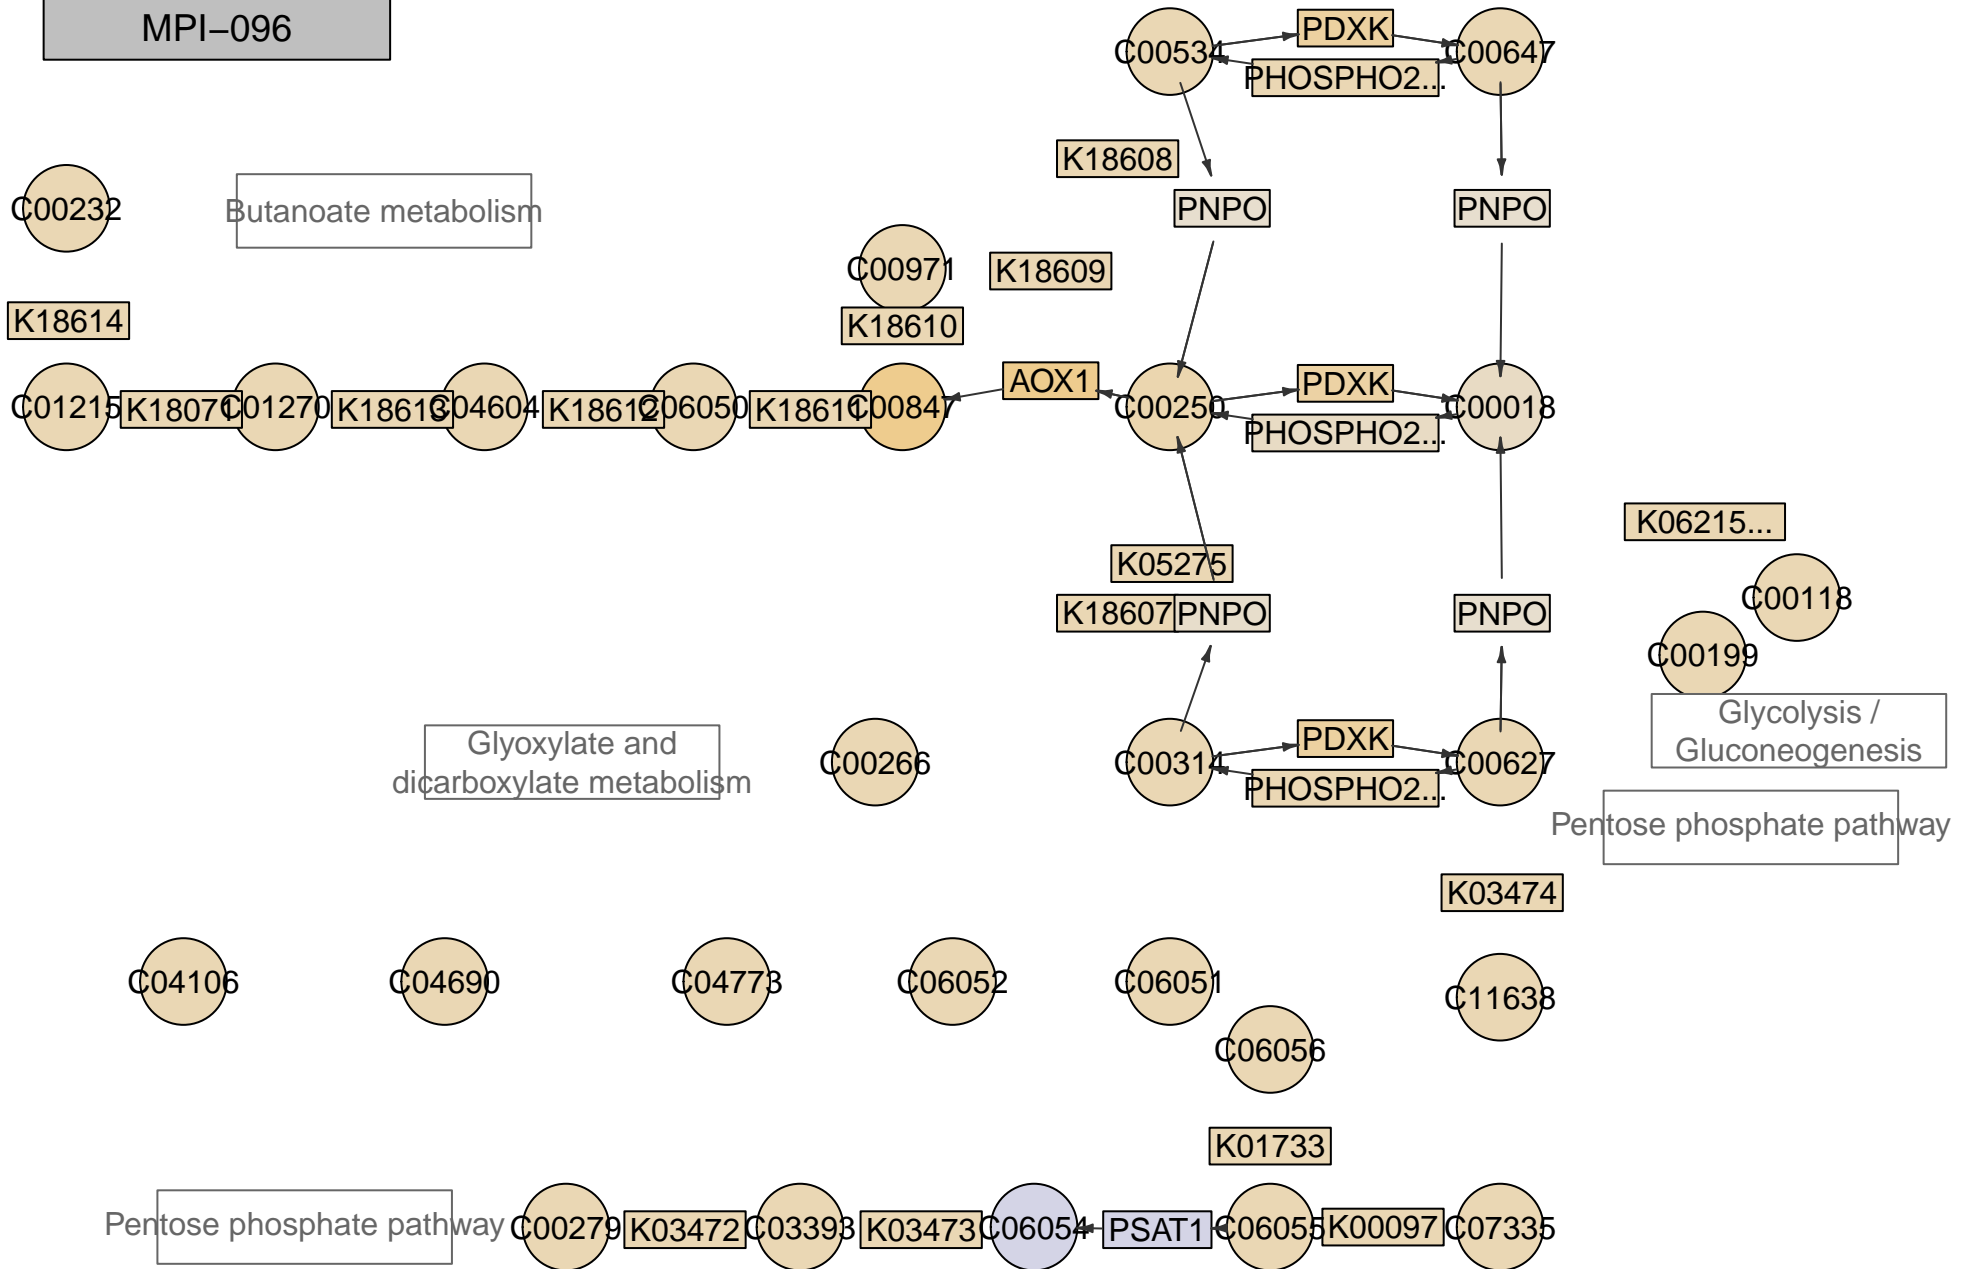 MPI−096
C00534
PDXK
C00647
PHOSPHO2...
K18608
C00232
Butanoate metabolism
PNPO
PNPO
C00971
K18609
K18614
K18610
C01215
K18071
C01270
K18613
C04604
K18612
C06050
K18611
C00847
AOX1
C00250
PDXK
C00018
PHOSPHO2...
K06215...
K05275
C00118
K18607
PNPO
PNPO
C00199
Glycolysis /
Gluconeogenesis
Glyoxylate and
dicarboxylate metabolism
C00266
C00314
PDXK
C00627
PHOSPHO2...
Pentose phosphate pathway
K03474
C04106
C04690
C04773
C06052
C06051
C11638
C06056
K01733
Pentose phosphate pathway
C00279
K03472
C03393
K03473
C06054
PSAT1
C06055
K00097
C07335